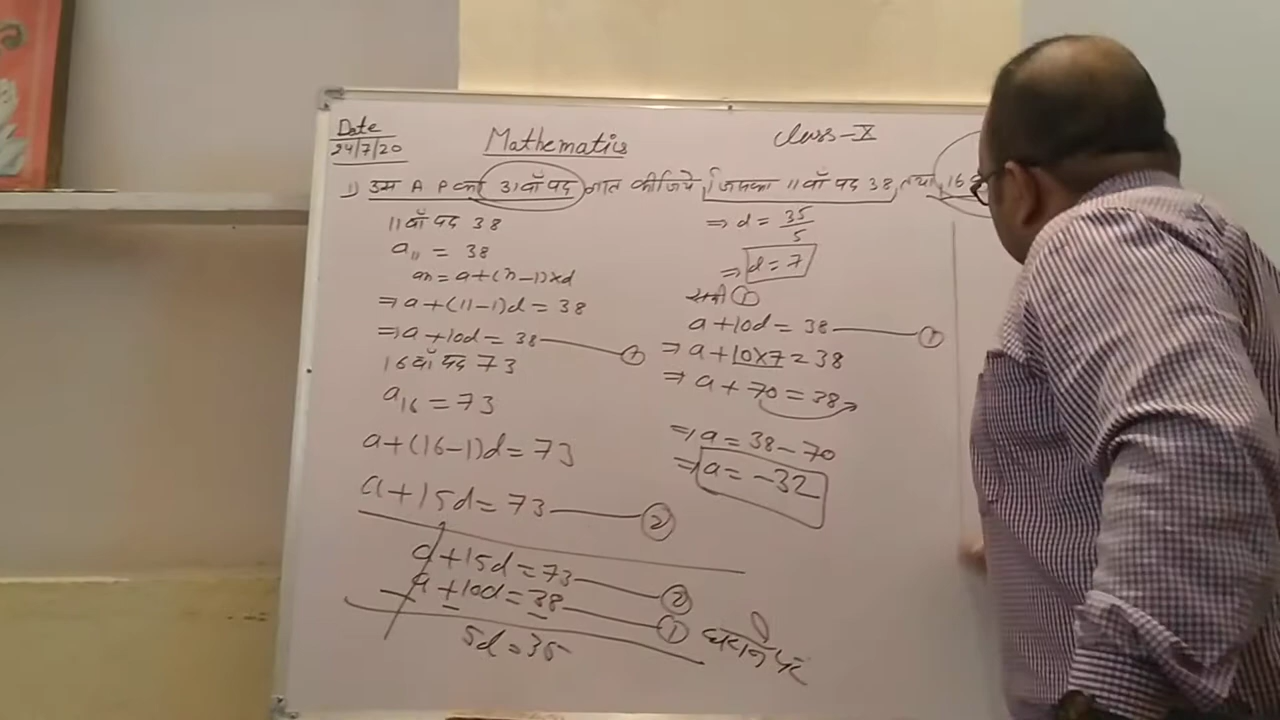 Date
24/7/20
Mathematics
Class-X
1) उस A P का 31वाँ पद ज्ञात कीजिये, जिसका 11वाँ पद 38, तथा 16
11वाँ पद 38
a₁₁ = 38
an = a+(n-1)xd
⇒ a+(11-1)d = 38
⇒ a+10d = 38 ①
16वाँ पद 73
a₁₆ = 73
a+(16-1)d = 73
a+15d = 73 ②
a+15d = 73 ②
a+10d = 38 ①
- - -
5d = 35
घटाने पर
⇒ d = 35/5
⇒ d = 7
समी ①
a+10d = 38 ①
⇒ a+10x7 = 38
⇒ a+70 = 38
⇒ a = 38-70
⇒ a = -32